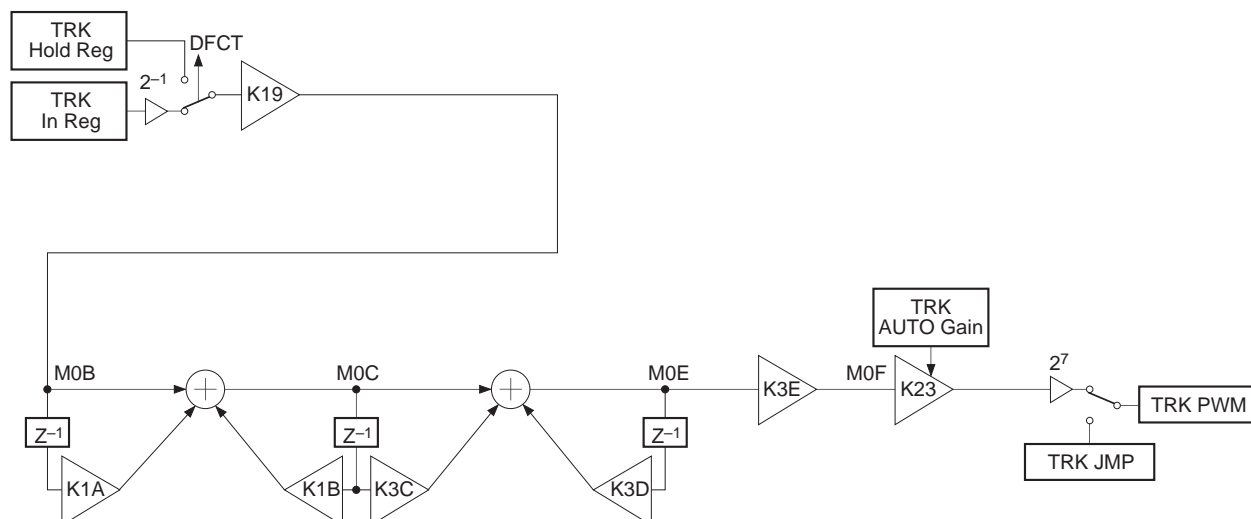 TRK
Hold Reg
DFCT
2–1
TRK
In Reg
K19
TRK
AUTO Gain
M0B
M0C
M0E
K3E
M0F
K23
27
TRK PWM
Z–1
Z–1
Z–1
TRK JMP
K1A
K1B
K3C
K3D